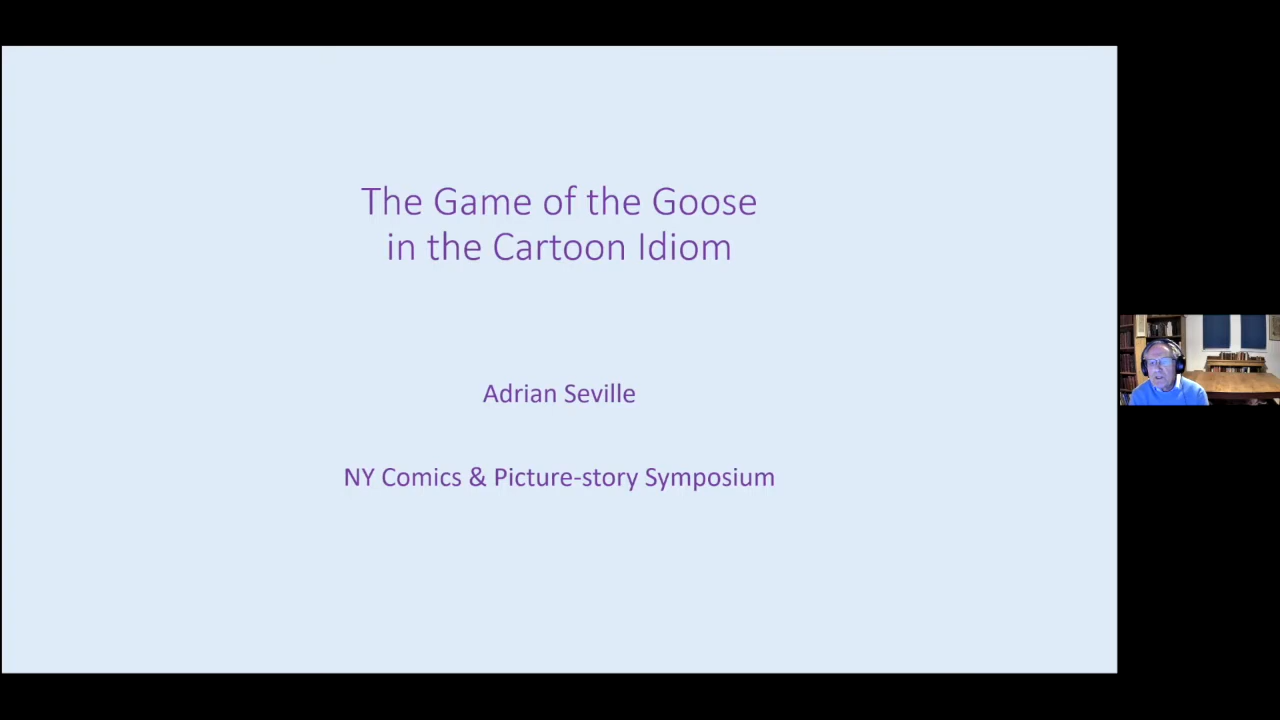 The Game of the Goose
in the Cartoon Idiom
Adrian Seville
NY Comics & Picture-story Symposium